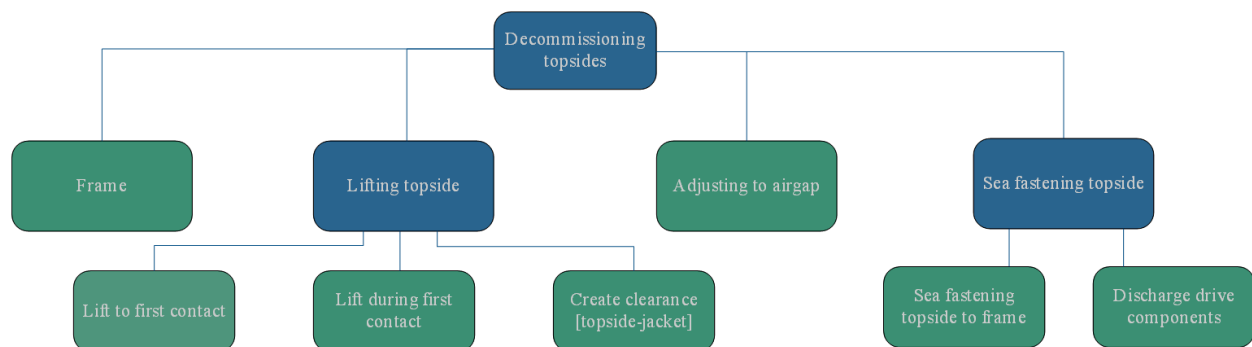 Decommissioning
topsides
Frame
Lifting topside
Adjusting to airgap
Sea fastening topside
Lift to first contact
Lift during first
contact
Create clearance
[topside-jacket]
Sea fastening
topside to frame
Discharge drive
components